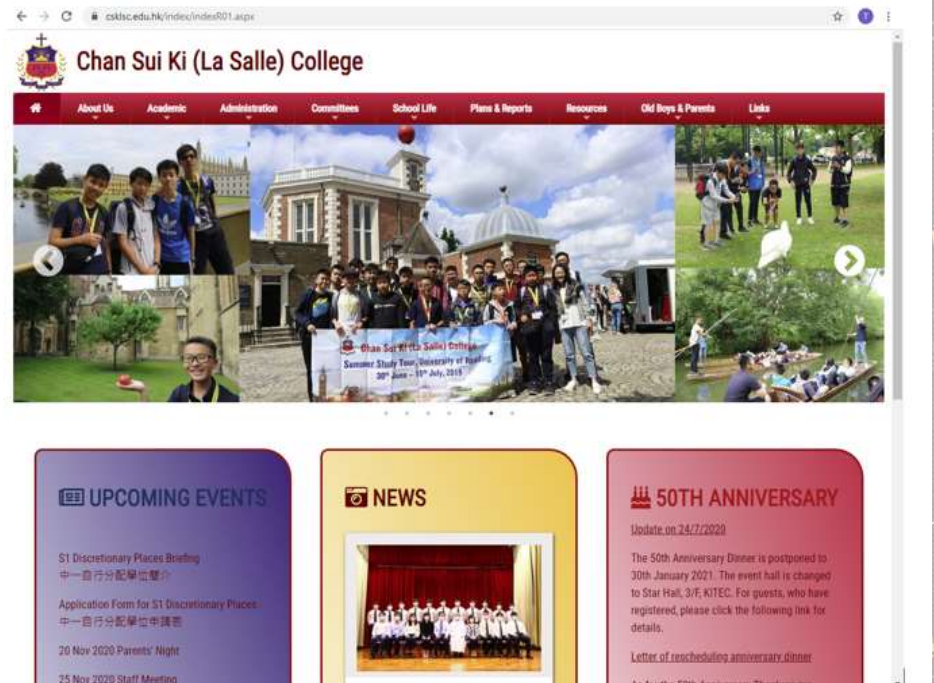 csklsc.edu.hk/index/indexR01.aspx
T
Chan Sui Ki (La Salle) College
About Us
Academic
Administration
Committees
School Life
Plans & Reports
Resources
Old Boys & Parents
Links
Chan Sui Ki (La Salle) College
Summer Study Tour, University of Reading
30th June – 15th July, 2019
UPCOMING EVENTS
S1 Discretionary Places Briefing
中一自行分配學位簡介
Application Form for S1 Discretionary Places
中一自行分配學位申請表
20 Nov 2020 Parents' Night
25 Nov 2020 Staff Meeting
NEWS
50TH ANNIVERSARY
Update on 24/7/2020
The 50th Anniversary Dinner is postponed to
30th January 2021. The event hall is changed
to Star Hall, 3/F, KITEC. For guests, who have
registered, please click the following link for
details.
Letter of rescheduling anniversary dinner